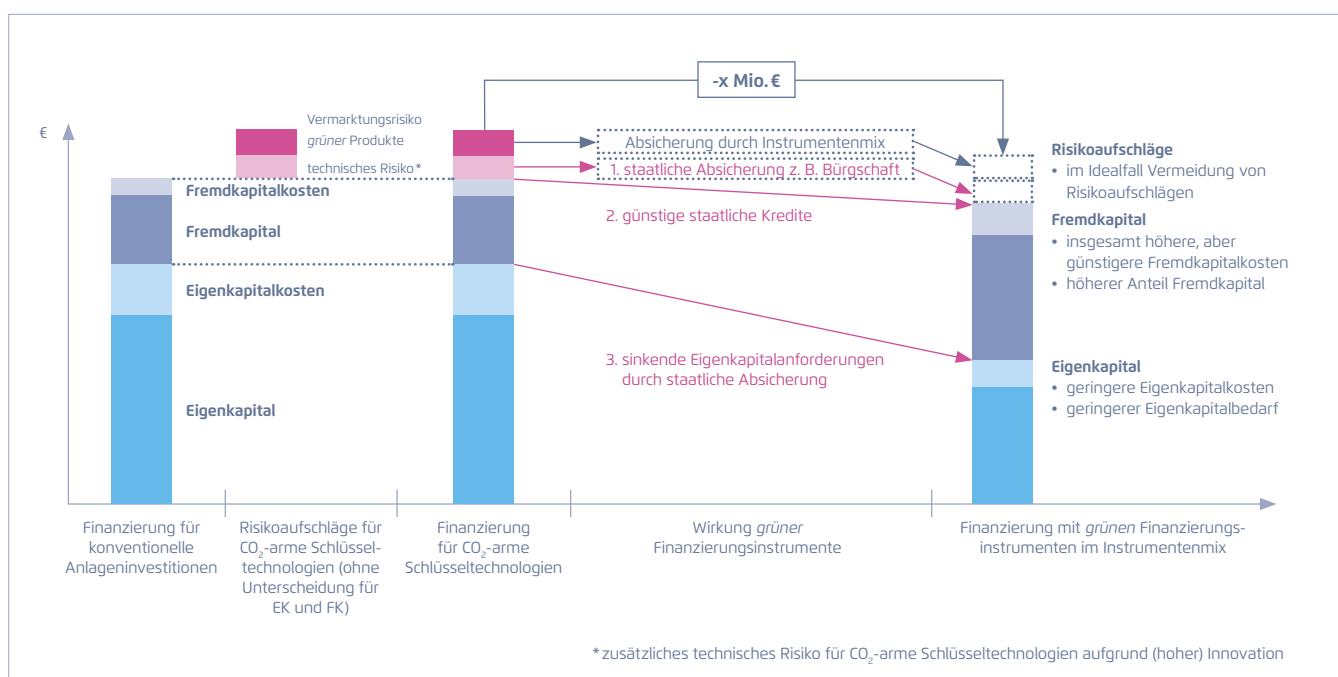 -x Mio. €
€
Vermarktungsrisiko
grüner Produkte
technisches Risiko*
Fremdkapitalkosten
Fremdkapital
Eigenkapitalkosten
Eigenkapital
Absicherung durch Instrumentenmix
1. staatliche Absicherung z. B. Bürgschaft
2. günstige staatliche Kredite
3. sinkende Eigenkapitalanforderungen
durch staatliche Absicherung
Risikoaufschläge
• im Idealfall Vermeidung von
Risikoaufschlägen
Fremdkapital
• insgesamt höhere, aber
günstigere Fremdkapitalkosten
• höherer Anteil Fremdkapital
Eigenkapital
• geringere Eigenkapitalkosten
• geringerer Eigenkapitalbedarf
Finanzierung für
konventionelle
Anlageninvestitionen
Risikoaufschläge für
CO₂-arme Schlüssel-
technologien (ohne
Unterscheidung für
EK und FK)
Finanzierung
für CO₂-arme
Schlüsseltechnologien
Wirkung grüner
Finanzierungsinstrumente
Finanzierung mit grünen Finanzierungs-
instrumenten im Instrumentenmix
* zusätzliches technisches Risiko für CO₂-arme Schlüsseltechnologien aufgrund (hoher) Innovation